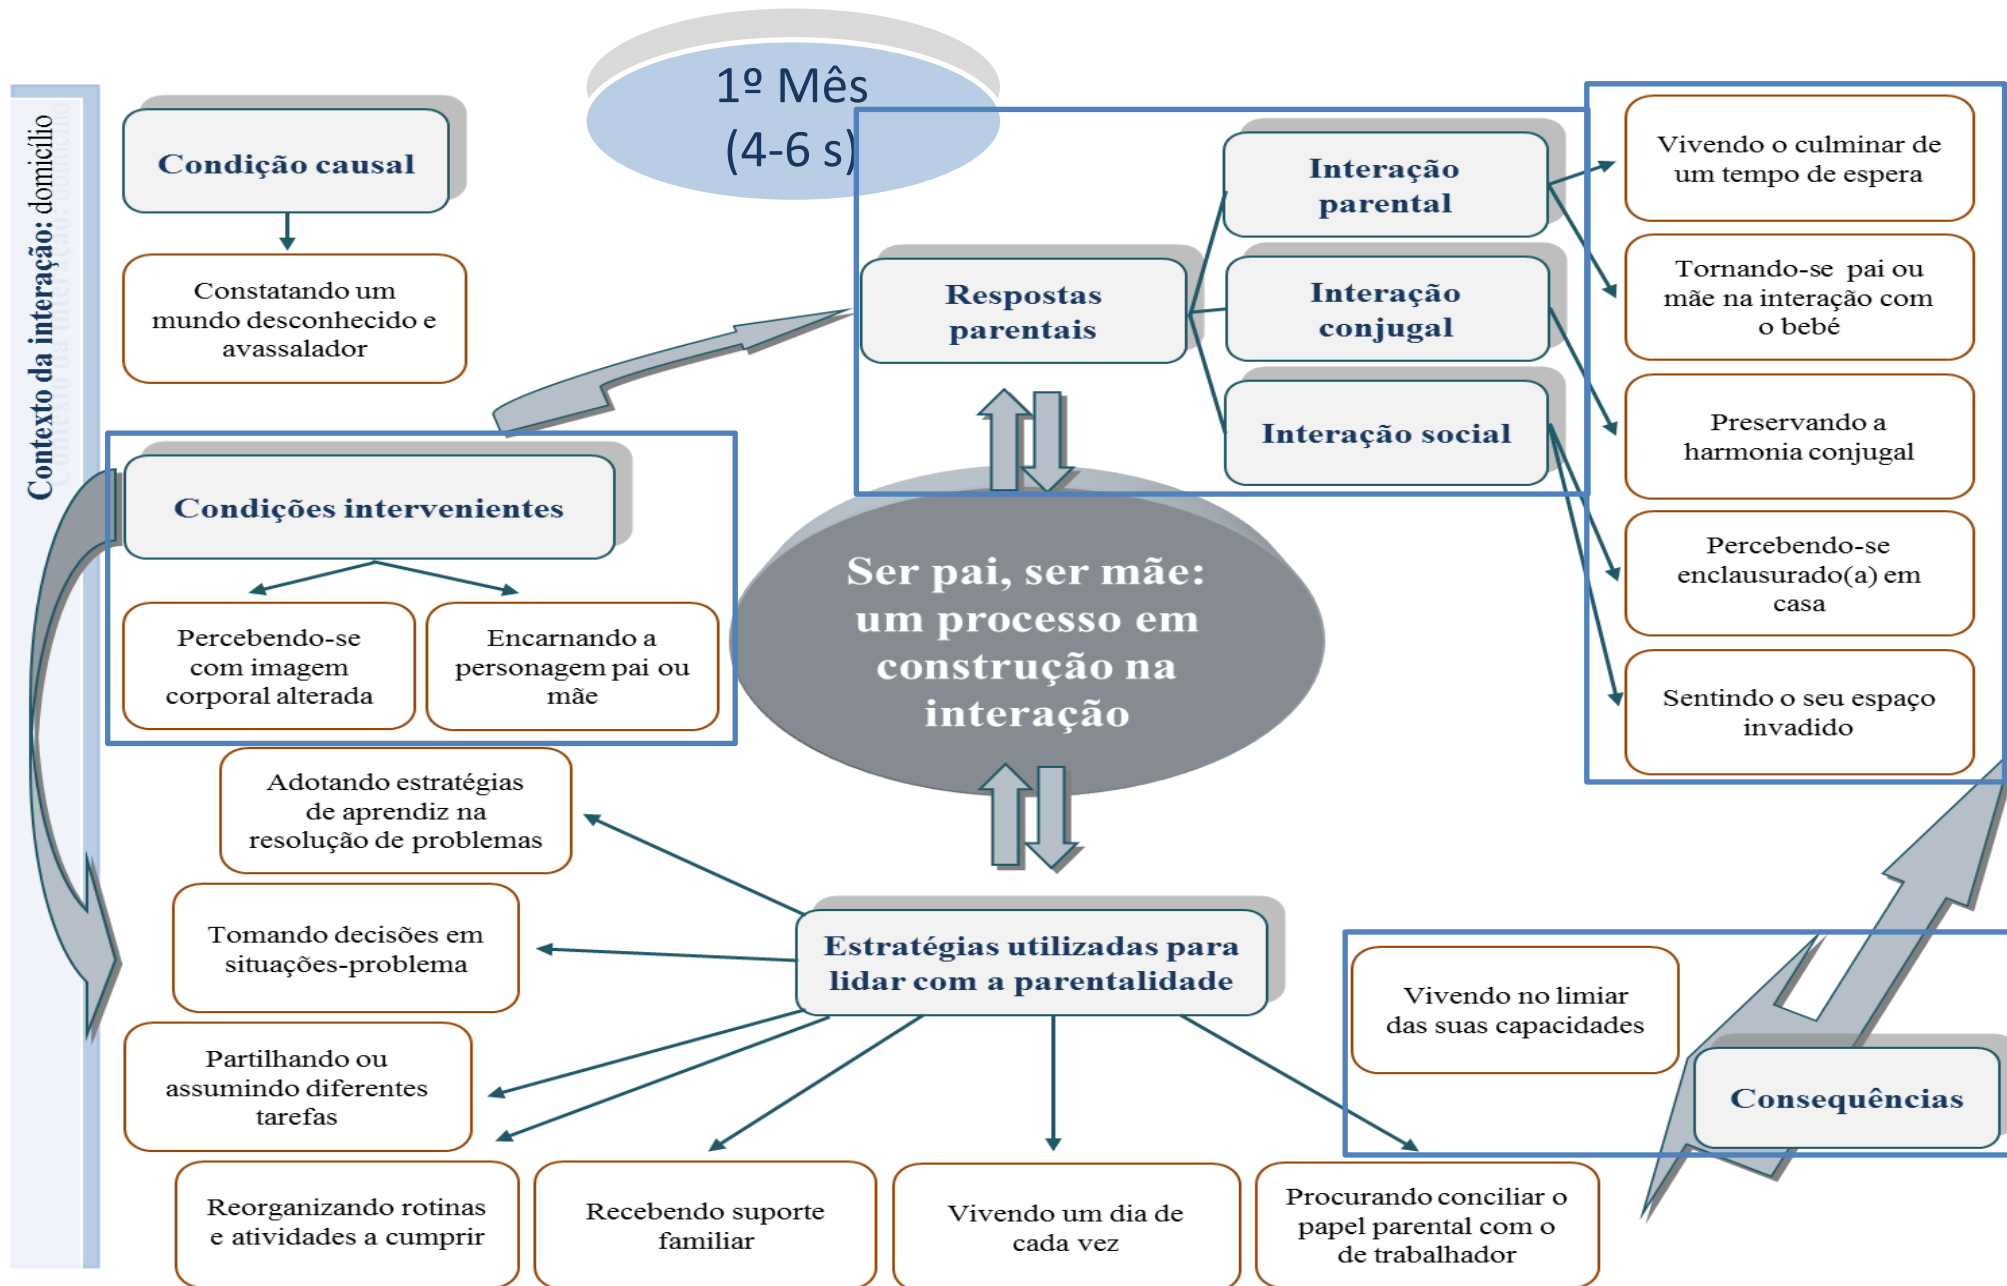 1º Mês
(4-6 s)
Contexto da interação: domicílio
Condição causal
Constatando um
mundo desconhecido e
avassalador
Condições intervenientes
Percebendo-se
com imagem
corporal alterada
Encarnando a
personagem pai ou
mãe
Respostas
parentais
Interação
parental
Interação
conjugal
Interação social
Vivendo o culminar de
um tempo de espera
Tornando-se pai ou
mãe na interação com
o bebé
Preservando a
harmonia conjugal
Percebendo-se
enclausurado(a) em
casa
Sentindo o seu espaço
invadido
Ser pai, ser mãe:
um processo em
construção na
interação
Estratégias utilizadas para
lidar com a parentalidade
Adotando estratégias
de aprendiz na
resolução de problemas
Tomando decisões em
situações-problema
Partilhando ou
assumindo diferentes
tarefas
Reorganizando rotinas
e atividades a cumprir
Recebendo suporte
familiar
Vivendo um dia de
cada vez
Procurando conciliar o
papel parental com o
de trabalhador
Vivendo no limiar
das suas capacidades
Consequências